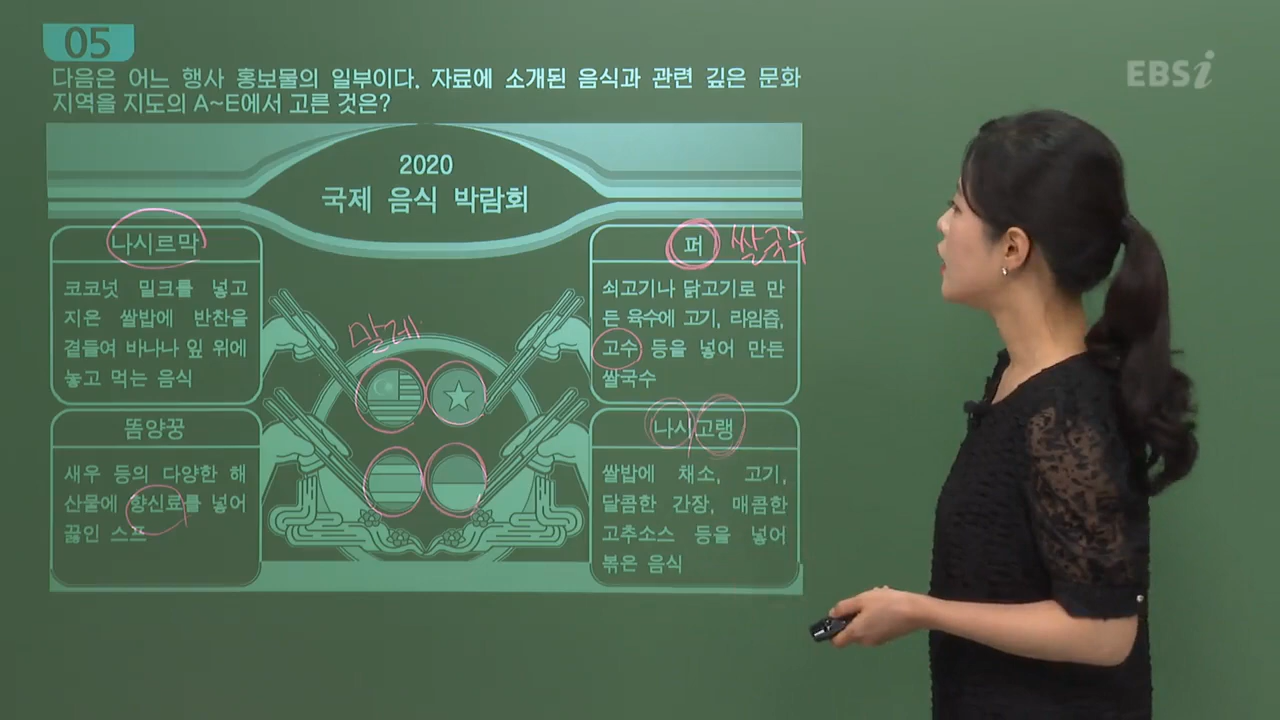 05
EBSi
다음은 어느 행사 홍보물의 일부이다. 자료에 소개된 음식과 관련 깊은 문화
지역을 지도의 A~E에서 고른 것은?
2020
국제 음식 박람회
나시르막
코코넛 밀크를 넣고
지은 쌀밥에 반찬을
곁들여 바나나 잎 위에
놓고 먹는 음식
퍼 쌀국수
쇠고기나 닭고기로 만
든 육수에 고기, 라임즙,
고수 등을 넣어 만든
쌀국수
말레
똠양꿍
새우 등의 다양한 해
산물에 향신료를 넣어
끓인 스프
나시고랭
쌀밥에 채소, 고기,
달콤한 간장, 매콤한
고추소스 등을 넣어
볶은 음식